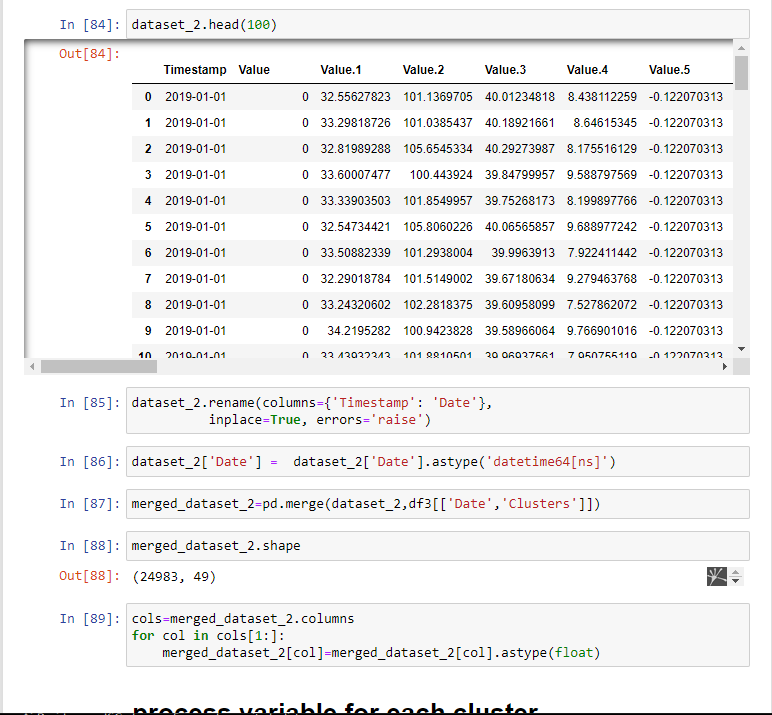 In [84]: dataset_2.head(100)
Out[84]:
Timestamp Value Value.1 Value.2 Value.3 Value.4 Value.5
0 2019-01-01 0 32.55627823 101.1369705 40.01234818 8.438112259 -0.122070313
1 2019-01-01 0 33.29818726 101.0385437 40.18921661 8.64615345 -0.122070313
2 2019-01-01 0 32.81989288 105.6545334 40.29273987 8.175516129 -0.122070313
3 2019-01-01 0 33.60007477 100.443924 39.84799957 9.588797569 -0.122070313
4 2019-01-01 0 33.33903503 101.8549957 39.75268173 8.199897766 -0.122070313
5 2019-01-01 0 32.54734421 105.8060226 40.06565857 9.688977242 -0.122070313
6 2019-01-01 0 33.50882339 101.2938004 39.9963913 7.922411442 -0.122070313
7 2019-01-01 0 32.29018784 101.5149002 39.67180634 9.279463768 -0.122070313
8 2019-01-01 0 33.24320602 102.2818375 39.60958099 7.527862072 -0.122070313
9 2019-01-01 0 34.2195282 100.9423828 39.58966064 9.766901016 -0.122070313
10 2019-01-01 0 33.43932343 101.8810501 39.96937561 7.950755119 -0.122070313
In [85]: dataset_2.rename(columns={'Timestamp': 'Date'},
inplace=True, errors='raise')
In [86]: dataset_2['Date'] =  dataset_2['Date'].astype('datetime64[ns]')
In [87]: merged_dataset_2=pd.merge(dataset_2,df3[['Date','Clusters']])
In [88]: merged_dataset_2.shape
Out[88]: (24983, 49)
In [89]: cols=merged_dataset_2.columns
for col in cols[1:]:
merged_dataset_2[col]=merged_dataset_2[col].astype(float)
process variable for each cluster